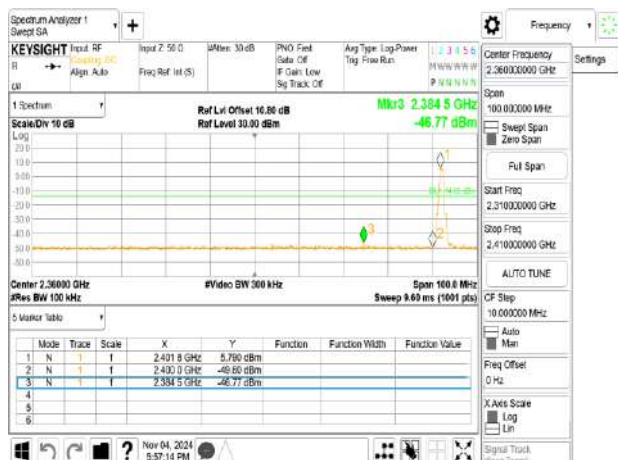 Spectrum Analyzer 1
Swept SA
Frequency
KEYSIGHT
Input: RF
Coupling: DC
Align: Auto
Input Z: 50 Ω
Freq Ref: Int (S)
#Atten: 30 dB
PNO: Fast
Gate: Off
IF Gain: Low
Sig Track: Off
Avg Type: Log-Power
Trig: Free Run
1 2 3 4 5 6
M W W W W W
P N N N N N
Settings
1 Spectrum
Scale/Div 10 dB
Log
Ref Lvl Offset 10.80 dB
Ref Level 30.00 dBm
Mkr3 2.384 5 GHz
-46.77 dBm
20.0
10.0
0.00
-10.0
-20.0
-30.0
-40.0
-50.0
-60.0
1
2
3
Center 2.36000 GHz
#Res BW 100 kHz
#Video BW 300 kHz
Span 100.0 MHz
Sweep 9.60 ms (1001 pts)
5 Marker Table
Mode Trace Scale X Y Function Function Width Function Value
1 N 1 f 2.401 8 GHz 5.790 dBm
2 N 1 f 2.400 0 GHz -49.60 dBm
3 N 1 f 2.384 5 GHz -46.77 dBm
4
5
6
Nov 04, 2024
5:57:14 PM
Center Frequency
2.360000000 GHz
Span
100.000000 MHz
Swept Span
Zero Span
Full Span
Start Freq
2.310000000 GHz
Stop Freq
2.410000000 GHz
AUTO TUNE
CF Step
10.000000 MHz
Auto
Man
Freq Offset
0 Hz
X Axis Scale
Log
Lin
Signal Track